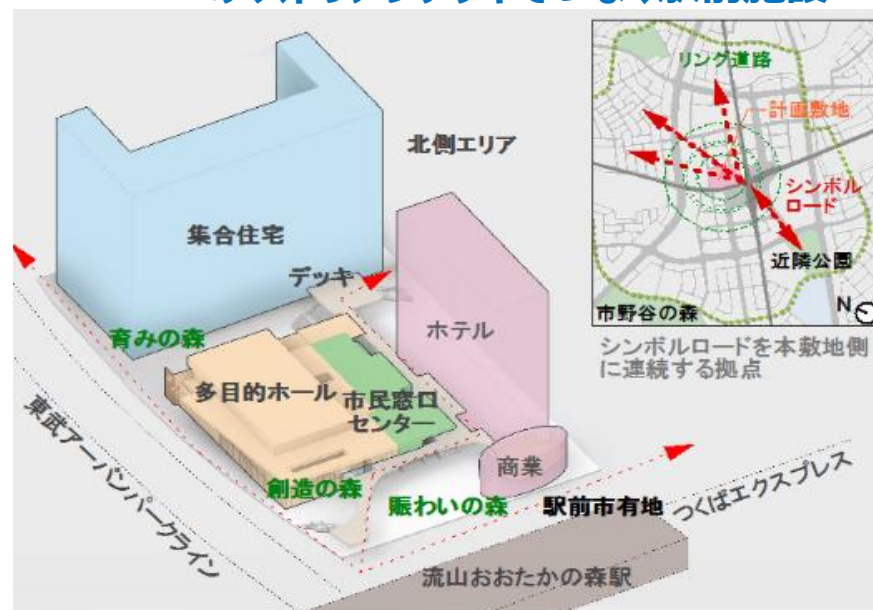 北側エリア
集合住宅
デッキ
ホテル
育みの森
多目的ホール
市民窓口
センター
商業
創造の森
賑わいの森
駅前市有地
東武アーバンパークライン
つくばエクスプレス
流山おおたかの森駅
リング道路
計画敷地
シンボル
ロード
近隣公園
市野谷の森
N
シンボルロードを本敷地側
に連続する拠点